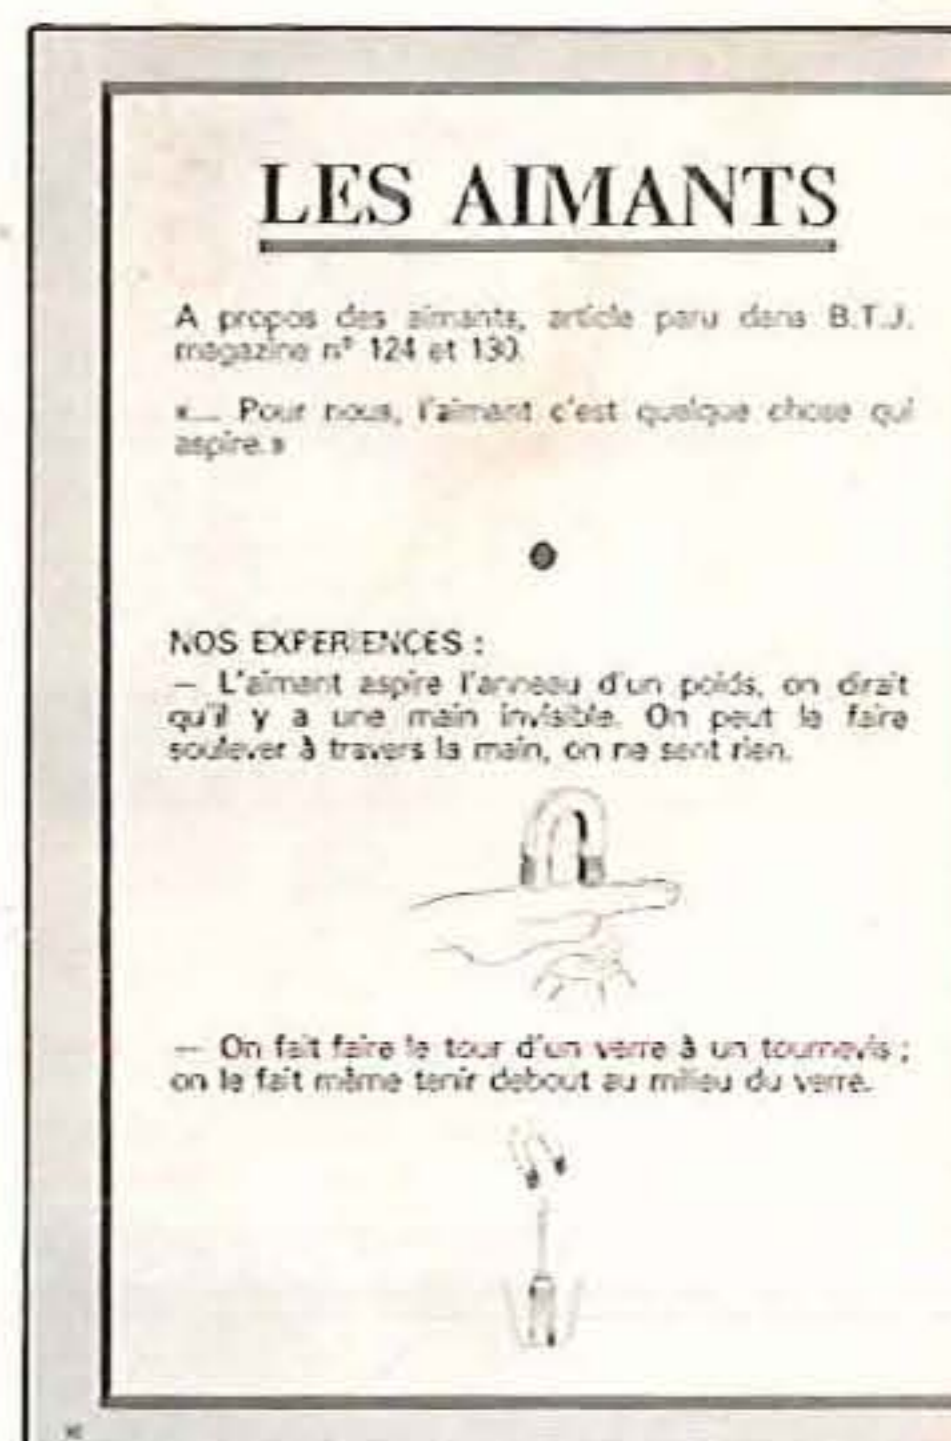 LES AIMANTS
A propos des aimants, article paru dans B.T.J.
magazine n° 124 et 130.
«... Pour nous, l'aimant c'est quelque chose qui
aspire.»
NOS EXPERIENCES :
— L'aimant aspire l'anneau d'un poids, on dirait
qu'il y a une main invisible. On peut le faire
soulever à travers la main, on ne sent rien.
— On fait faire le tour d'un verre à un tournevis ;
on le fait même tenir debout au milieu du verre.